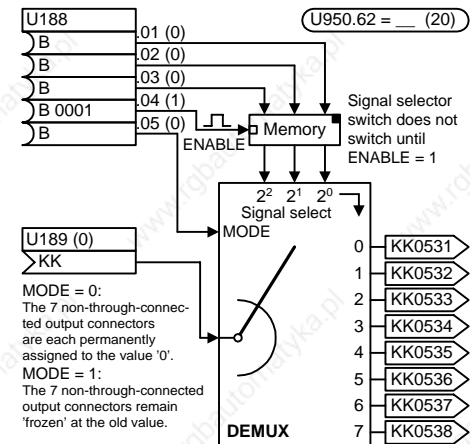 U188
U950.62 = __ (20)
B .01 (0)
B .02 (0)
B .03 (0)
B 0001 .04 (1)
B .05 (0)
ENABLE
Memory
Signal selector
switch does not
switch until
ENABLE = 1
2² 2¹ 2⁰
Signal select
MODE
U189 (0)
KK
MODE = 0:
The 7 non-through-connec-
ted output connectors
are each permanently
assigned to the value '0'.
MODE = 1:
The 7 non-through-connected
output connectors remain
'frozen' at the old value.
0 KK0531
1 KK0532
2 KK0533
3 KK0534
4 KK0535
5 KK0536
6 KK0537
7 KK0538
DEMUX
www.rgbautomatyka.pl